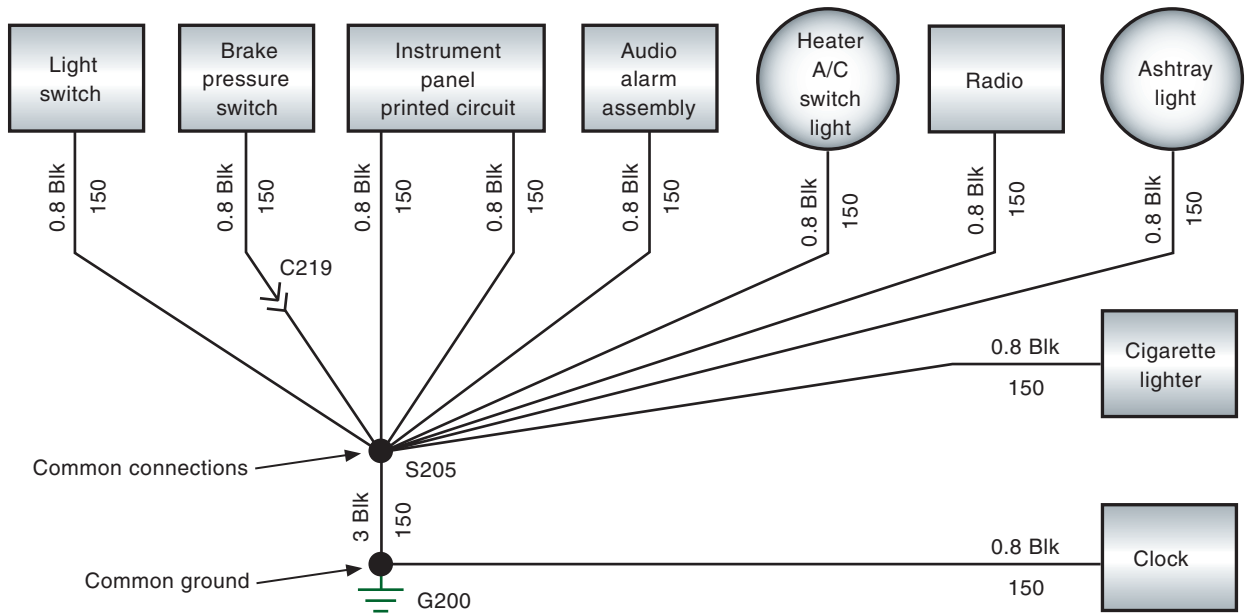 Light
switch
Brake
pressure
switch
Instrument
panel
printed circuit
Audio
alarm
assembly
Heater
A/C
switch
light
Radio
Ashtray
light
0.8 Blk
150
0.8 Blk
150
0.8 Blk
150
0.8 Blk
150
0.8 Blk
150
0.8 Blk
150
0.8 Blk
150
0.8 Blk
150
C219
0.8 Blk
150
Cigarette
lighter
Common connections
S205
3 Blk
150
0.8 Blk
150
Clock
Common ground
G200